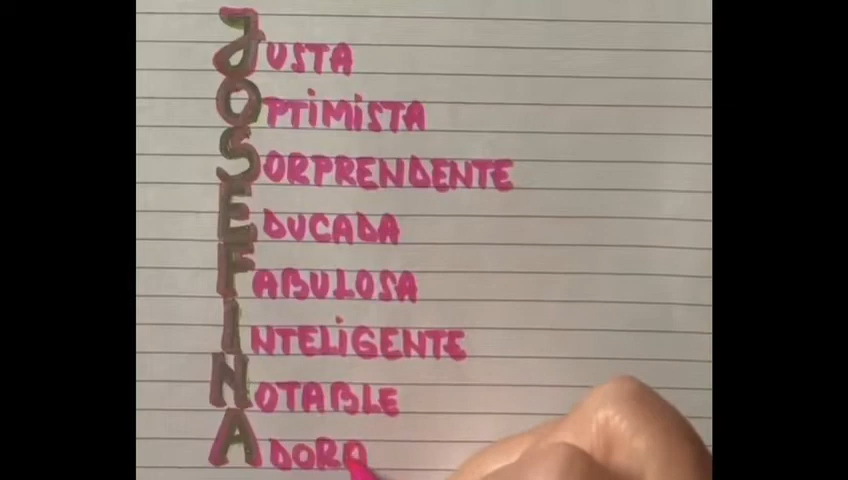 JUSTA
OPTIMISTA
SORPRENDENTE
EDUCADA
FABULOSA
INTELIGENTE
NOTABLE
ADORA